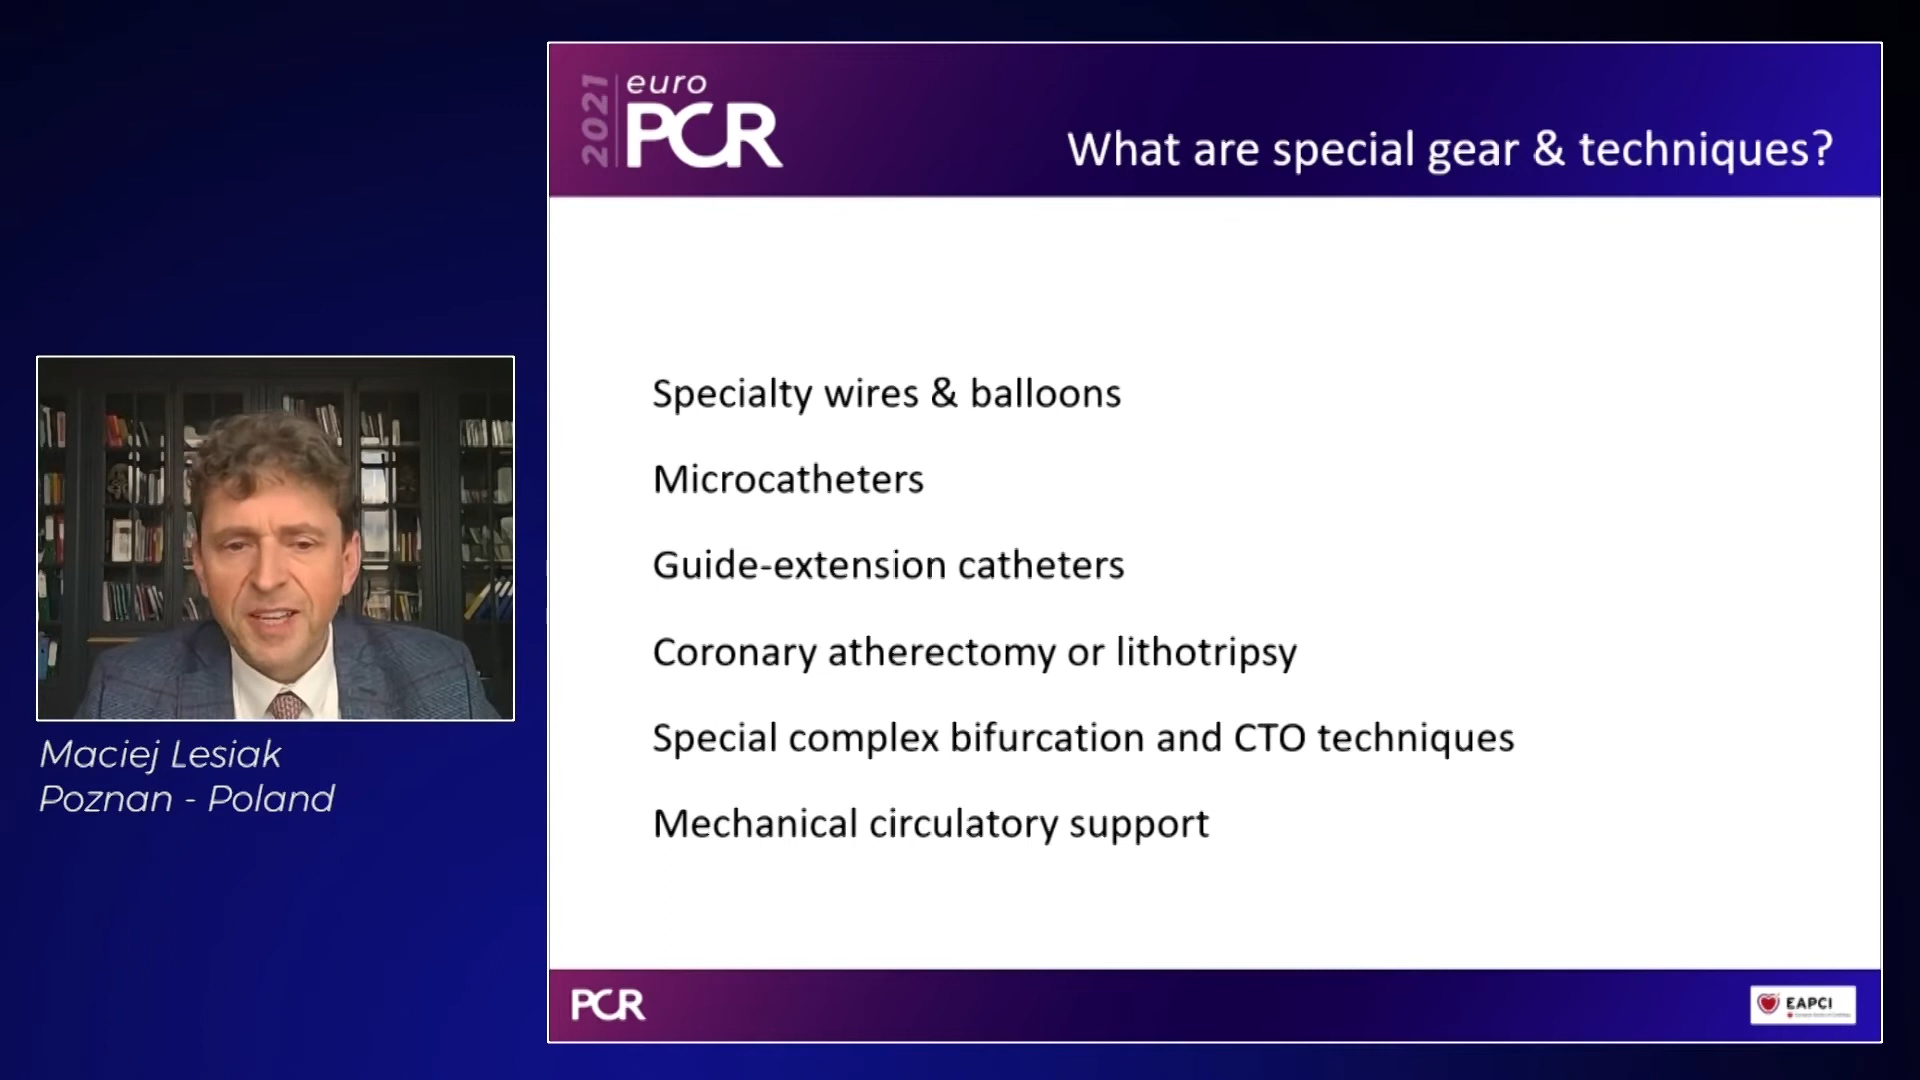 2021
euro
PCR
What are special gear & techniques?
Specialty wires & balloons
Microcatheters
Guide-extension catheters
Coronary atherectomy or lithotripsy
Special complex bifurcation and CTO techniques
Mechanical circulatory support
Maciej Lesiak
Poznan - Poland
PCR
EAPCI